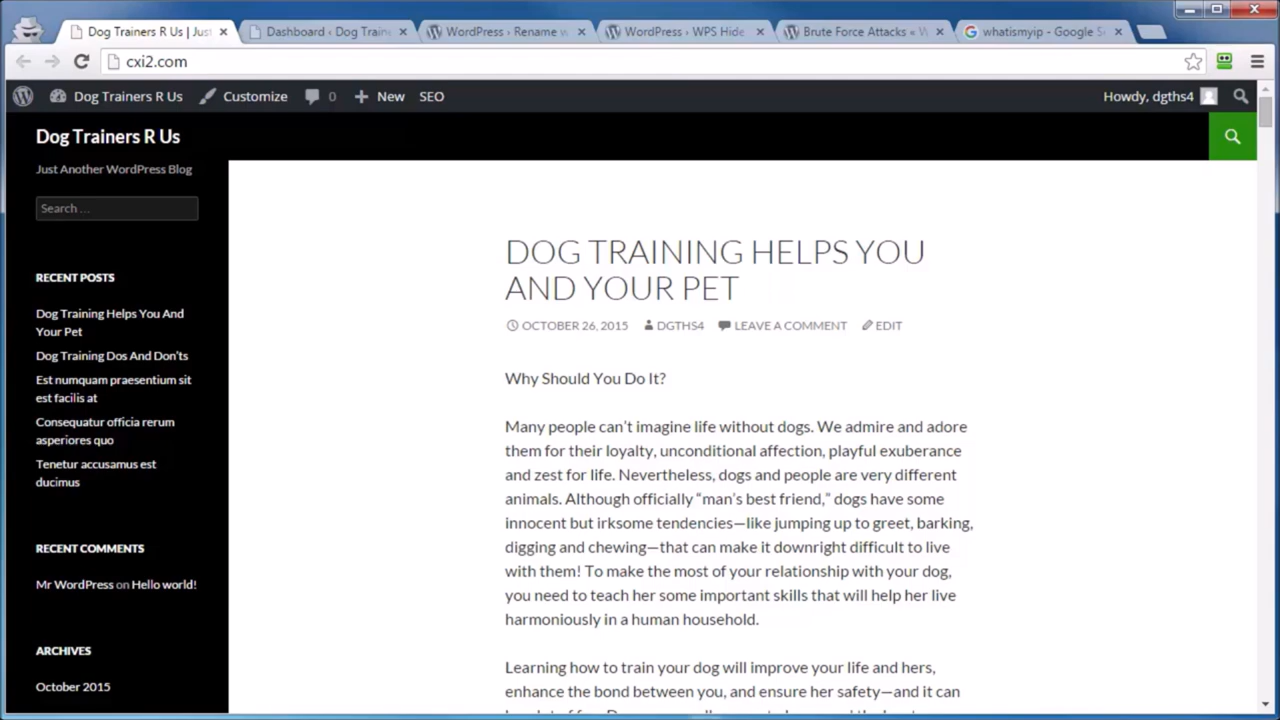 Dog Trainers R Us | Just
Dashboard ‹ Dog Traine
WordPress › Rename w
WordPress › WPS Hide
Brute Force Attacks «
whatismyip - Google Se
cxi2.com
Dog Trainers R Us
Customize
0
New
SEO
Howdy, dgths4
Dog Trainers R Us
Just Another WordPress Blog
Search …
RECENT POSTS
Dog Training Helps You And
Your Pet
Dog Training Dos And Don'ts
Est numquam praesentium sit
est facilis at
Consequatur officia rerum
asperiores quo
Tenetur accusamus est
ducimus
RECENT COMMENTS
Mr WordPress on Hello world!
ARCHIVES
October 2015
DOG TRAINING HELPS YOU
AND YOUR PET
OCTOBER 26, 2015 DGTHS4 LEAVE A COMMENT EDIT
Why Should You Do It?
Many people can't imagine life without dogs. We admire and adore
them for their loyalty, unconditional affection, playful exuberance
and zest for life. Nevertheless, dogs and people are very different
animals. Although officially “man's best friend,” dogs have some
innocent but irksome tendencies—like jumping up to greet, barking,
digging and chewing—that can make it downright difficult to live
with them! To make the most of your relationship with your dog,
you need to teach her some important skills that will help her live
harmoniously in a human household.
Learning how to train your dog will improve your life and hers,
enhance the bond between you, and ensure her safety—and it can